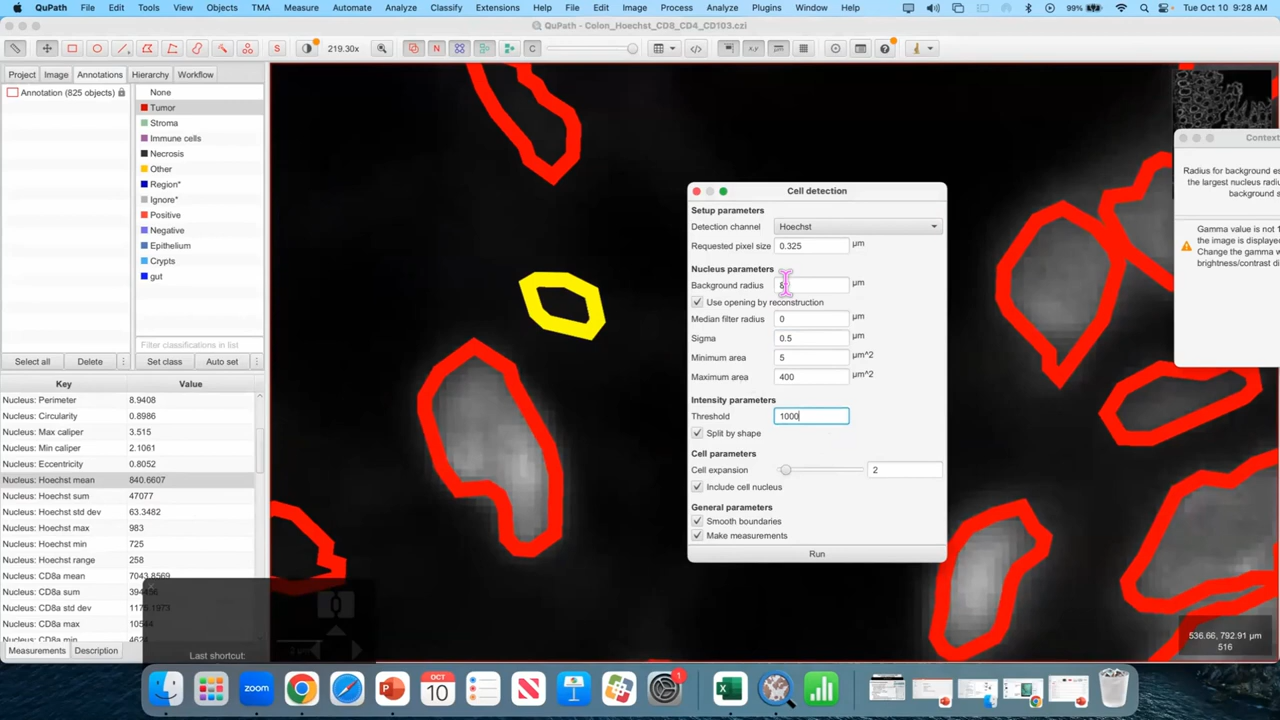 QuPath File Edit Tools View Objects TMA Measure Automate Analyze Classify Extensions Help File Edit Image Preprocess Analyze Plugins Window 99% Tue Oct 10 9:28 AM
QuPath - Colon_Hoechst_CD8_CD4_CD103.czi
219.30x
Project Image Annotations Hierarchy Workflow
Annotation (825 objects)
None
Tumor
Stroma
Immune cells
Necrosis
Other
Region*
Ignore*
Positive
Negative
Epithelium
Crypts
gut
Filter classifications in list
Select all Delete Set class Auto set
Key Value
Nucleus: Perimeter 8.9408
Nucleus: Circularity 0.8986
Nucleus: Max caliper 3.515
Nucleus: Min caliper 2.1061
Nucleus: Eccentricity 0.8052
Nucleus: Hoechst mean 840.6607
Nucleus: Hoechst sum 47077
Nucleus: Hoechst std dev 63.3482
Nucleus: Hoechst max 983
Nucleus: Hoechst min 725
Nucleus: Hoechst range 258
Nucleus: CD8a mean 7043.8569
Nucleus: CD8a sum
Nucleus: CD8a std dev
Nucleus: CD8a max
Nucleus: CD8a min
Measurements Description
Last shortcut:
Cell detection
Setup parameters
Detection channel Hoechst
Requested pixel size 0.325 µm
Nucleus parameters
Background radius 8 µm
Use opening by reconstruction
Median filter radius 0 µm
Sigma 0.5 µm
Minimum area 5 µm^2
Maximum area 400 µm^2
Intensity parameters
Threshold 1000
Split by shape
Cell parameters
Cell expansion 2
Include cell nucleus
General parameters
Smooth boundaries
Make measurements
Run
Context
Radius for background es
the largest nucleus radiu
background s
Gamma value is not 1
the image is displayed
Change the gamma v
brightness/contrast di
536.66, 792.91 µm
516
OCT
10
zoom
1